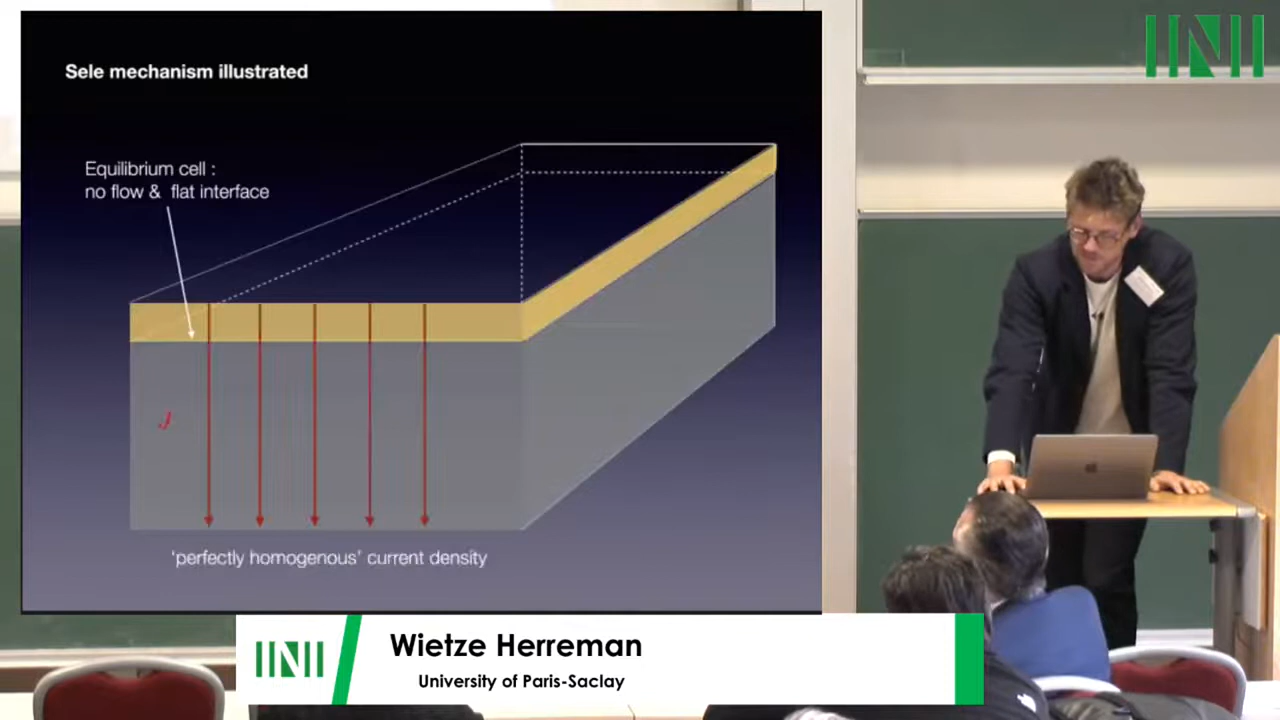 Sele mechanism illustrated
Equilibrium cell :
no flow & flat interface
J
'perfectly homogenous' current density
Wietze Herreman
University of Paris-Saclay